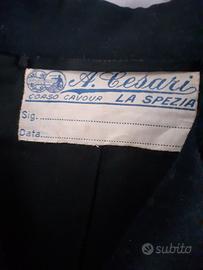 A. Cesari
CORSO CAVOUR LA SPEZIA
Sig.
Data
subito